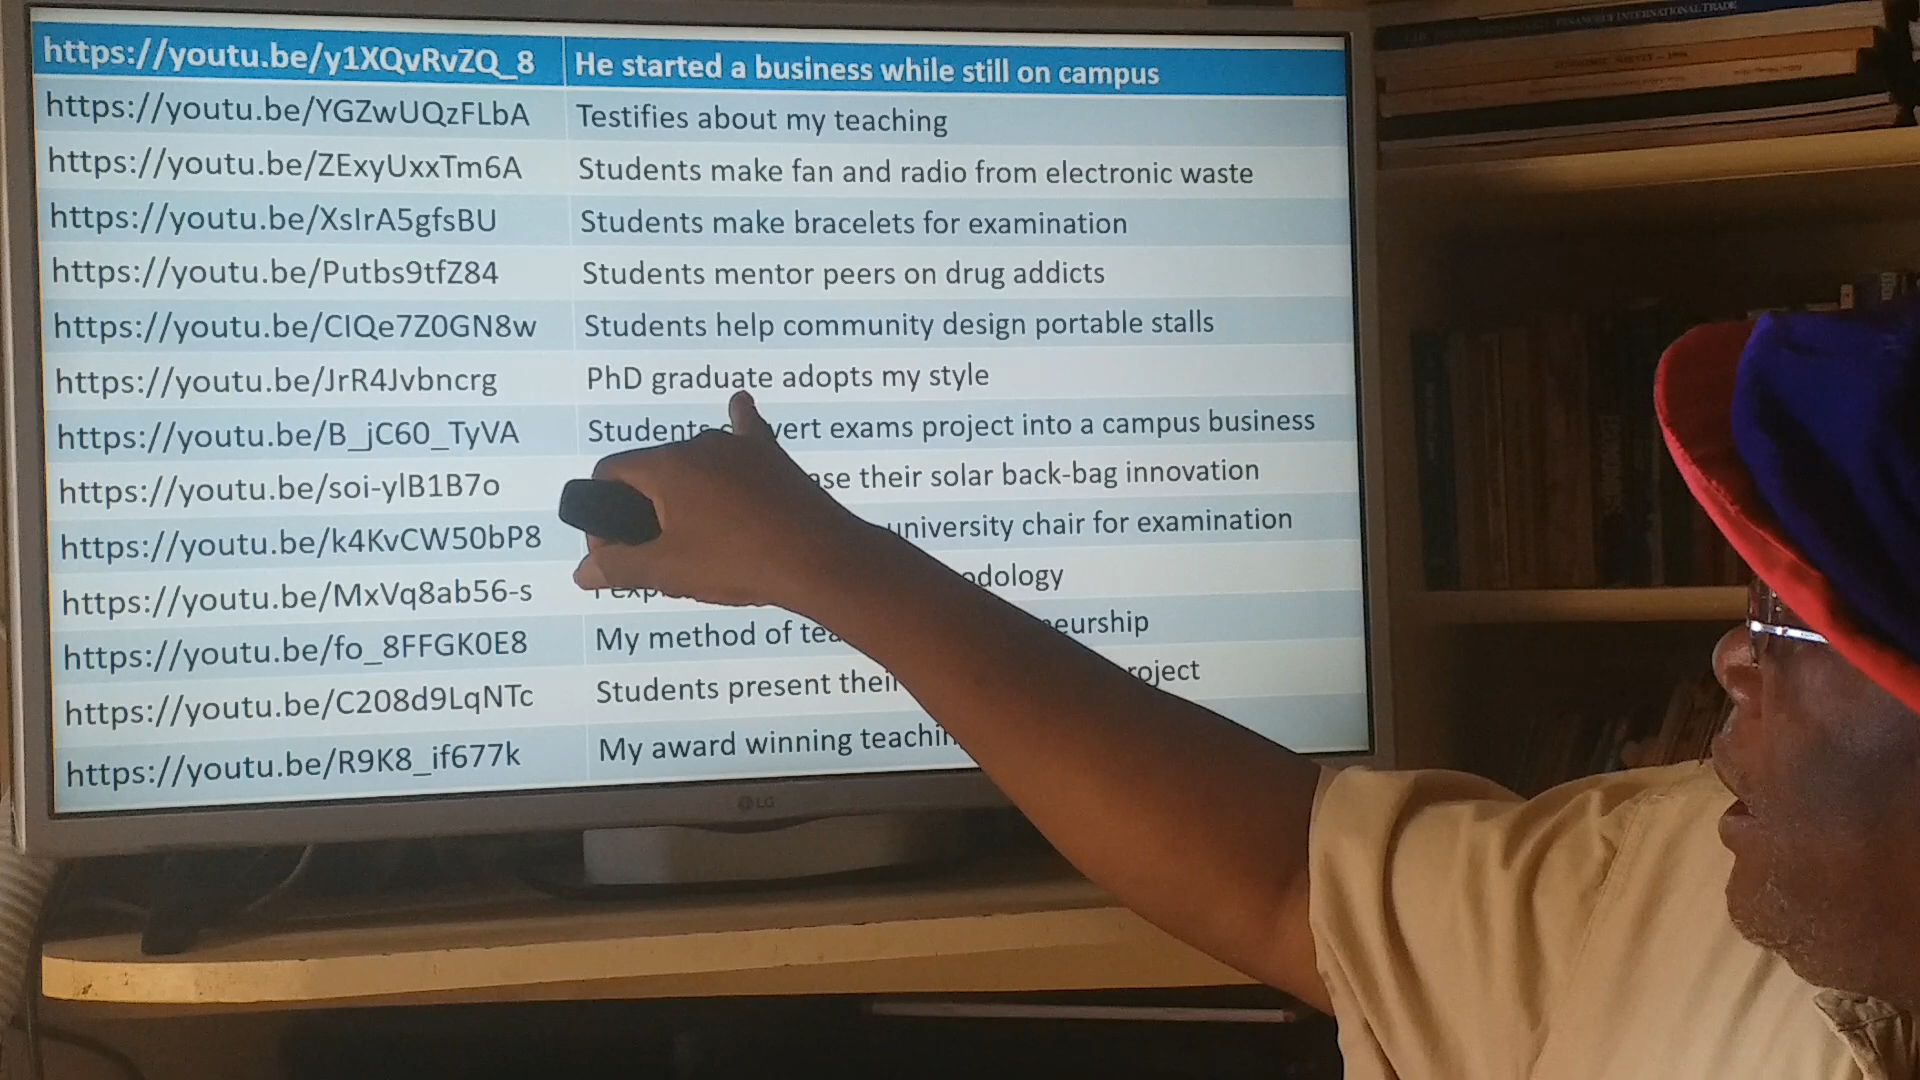 https://youtu.be/y1XQvRvZQ_8 He started a business while still on campus
https://youtu.be/YGZwUQzFLbA Testifies about my teaching
https://youtu.be/ZExyUxxTm6A Students make fan and radio from electronic waste
https://youtu.be/XsIrA5gfsBU Students make bracelets for examination
https://youtu.be/Putbs9tfZ84 Students mentor peers on drug addicts
https://youtu.be/CIQe7Z0GN8w Students help community design portable stalls
https://youtu.be/JrR4Jvbncrg PhD graduate adopts my style
https://youtu.be/B_jC60_TyVA Students exams project into a campus business
https://youtu.be/soi-ylB1B7o their solar back-bag innovation
https://youtu.be/k4KvCW50bP8 university chair for examination
https://youtu.be/MxVq8ab56-s
https://youtu.be/fo_8FFGK0E8 My method of
https://youtu.be/C208d9LqNTc Students present their
https://youtu.be/R9K8_if677k My award winning
LG
INTERNATIONAL TRADE